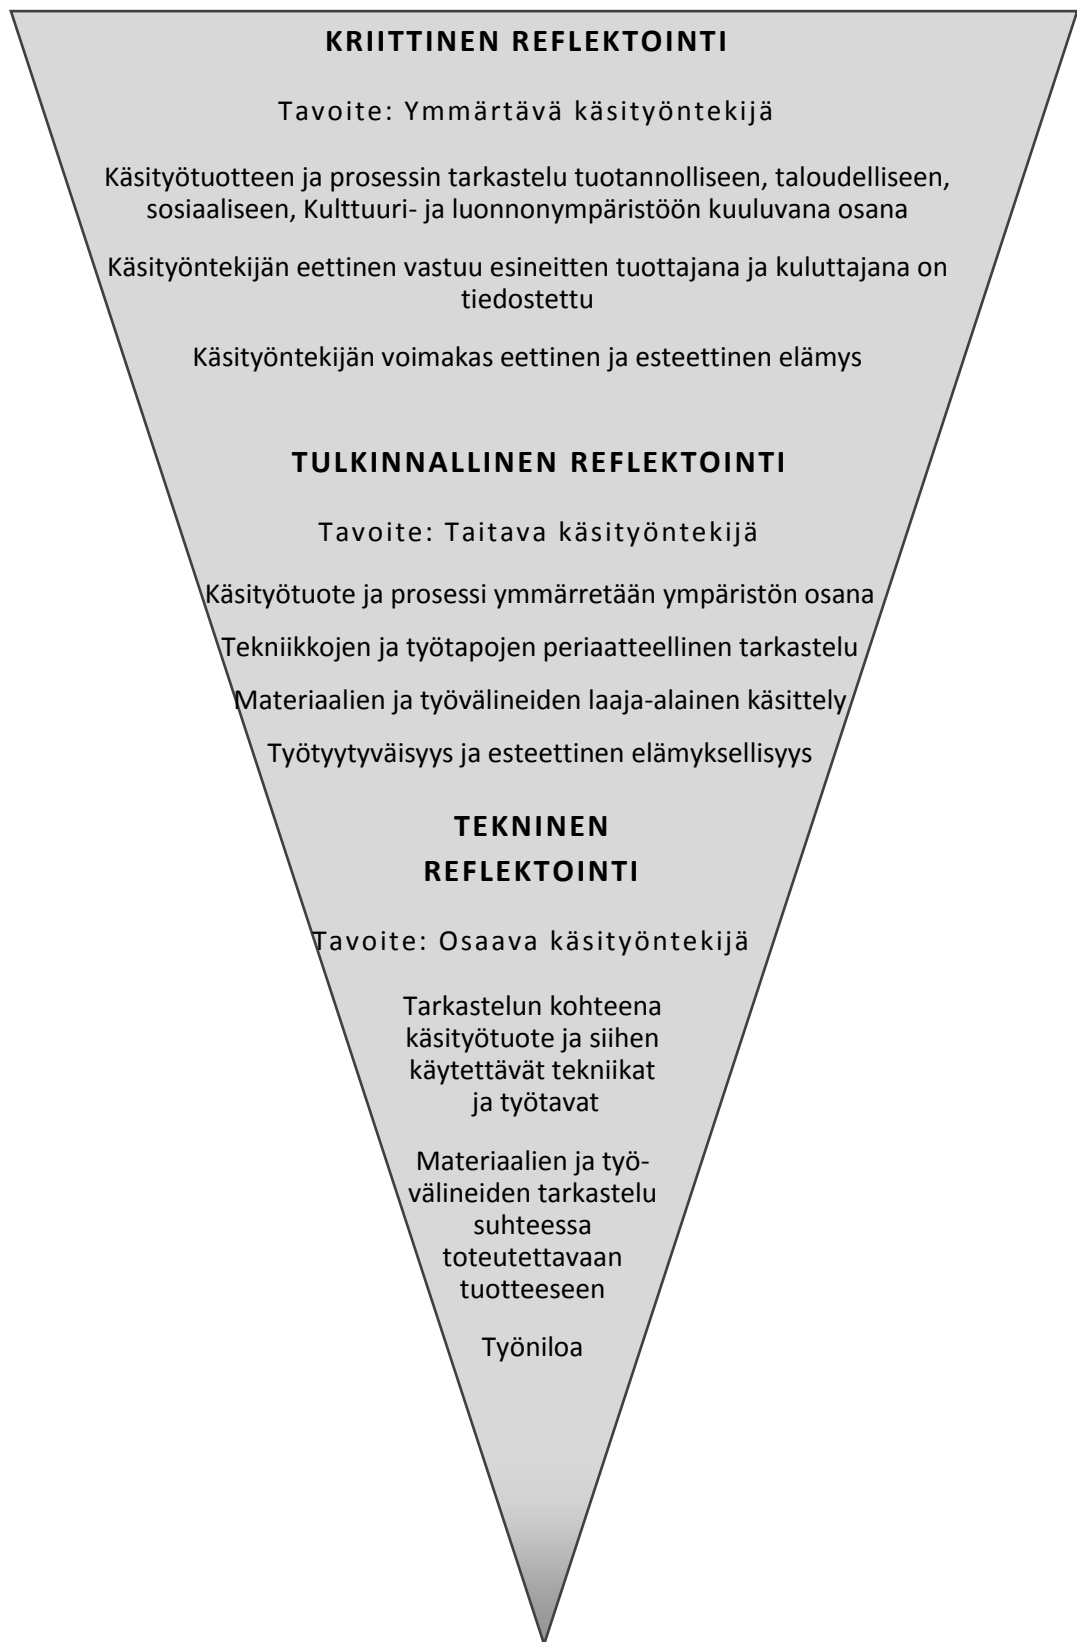 KRIITTINEN REFLEKTOINTI
Tavoite: Ymmärtävä käsityöntekijä
Käsityötuotteen ja prosessin tarkastelu tuotannolliseen, taloudelliseen,
sosiaaliseen, Kulttuuri- ja luonnonympäristöön kuuluvana osana
Käsityöntekijän eettinen vastuu esineitten tuottajana ja kuluttajana on
tiedostettu
Käsityöntekijän voimakas eettinen ja esteettinen elämys
TULKINNALLINEN REFLEKTOINTI
Tavoite: Taitava käsityöntekijä
Käsityötuote ja prosessi ymmärretään ympäristön osana
Tekniikkojen ja työtapojen periaatteellinen tarkastelu
Materiaalien ja työvälineiden laaja-alainen käsittely
Työtyytyväisyys ja esteettinen elämyksellisyys
TEKNINEN
REFLEKTOINTI
Tavoite: Osaava käsityöntekijä
Tarkastelun kohteena
käsityötuote ja siihen
käytettävät tekniikat
ja työtavat
Materiaalien ja työ-
välineiden tarkastelu
suhteessa
toteutettavaan
tuotteeseen
Työniloa